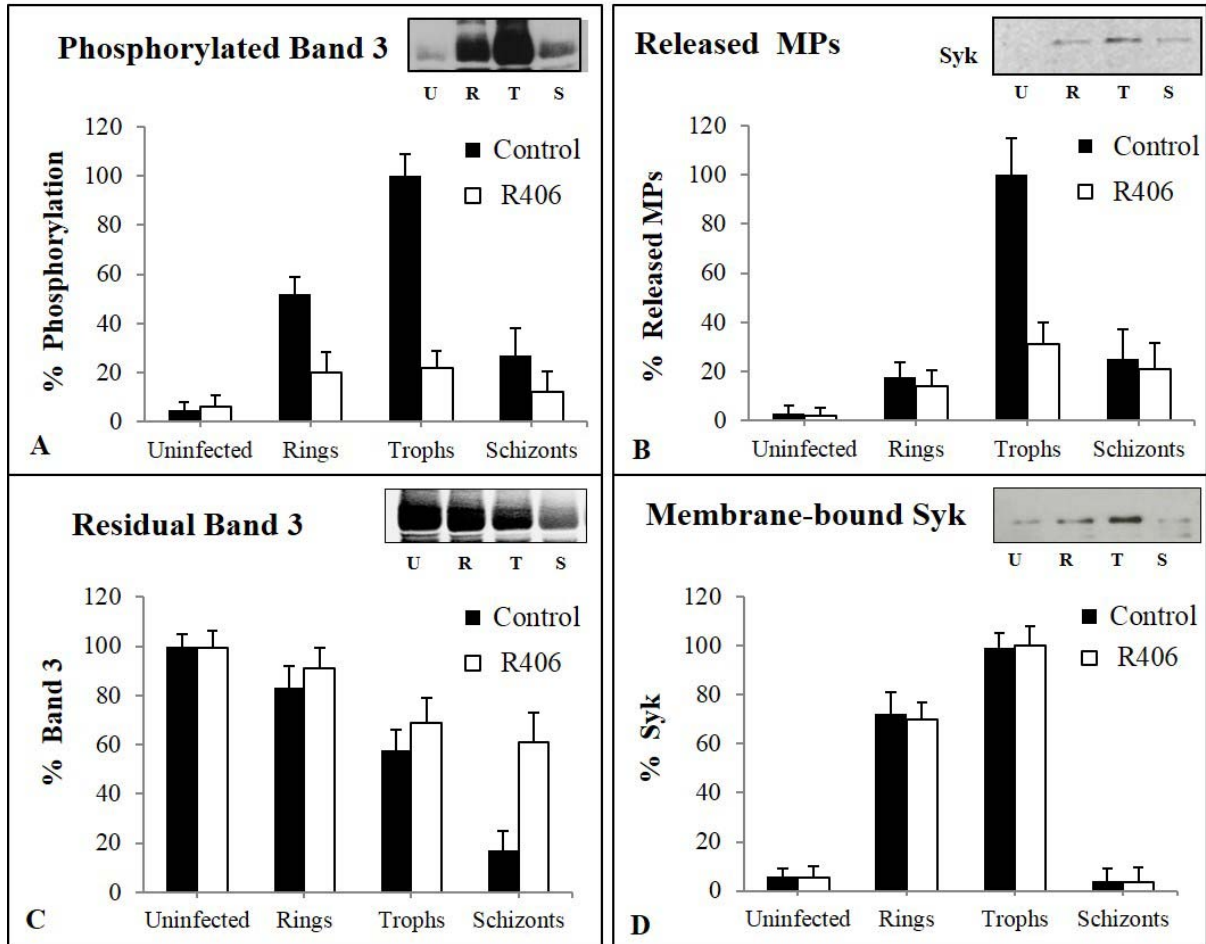 Phosphorylated Band 3
U R T S
120
100
80
60
40
20
0
% Phosphorylation
Control
R406
Uninfected Rings Trophs Schizonts
A
Released MPs
Syk
U R T S
120
100
80
60
40
20
0
% Released MPs
Control
R406
Uninfected Rings Trophs Schizonts
B
Residual Band 3
U R T S
120
100
80
60
40
20
0
% Band 3
Control
R406
Uninfected Rings Trophs Schizonts
C
Membrane-bound Syk
U R T S
120
100
80
60
40
20
0
% Syk
Control
R406
Uninfected Rings Trophs Schizonts
D